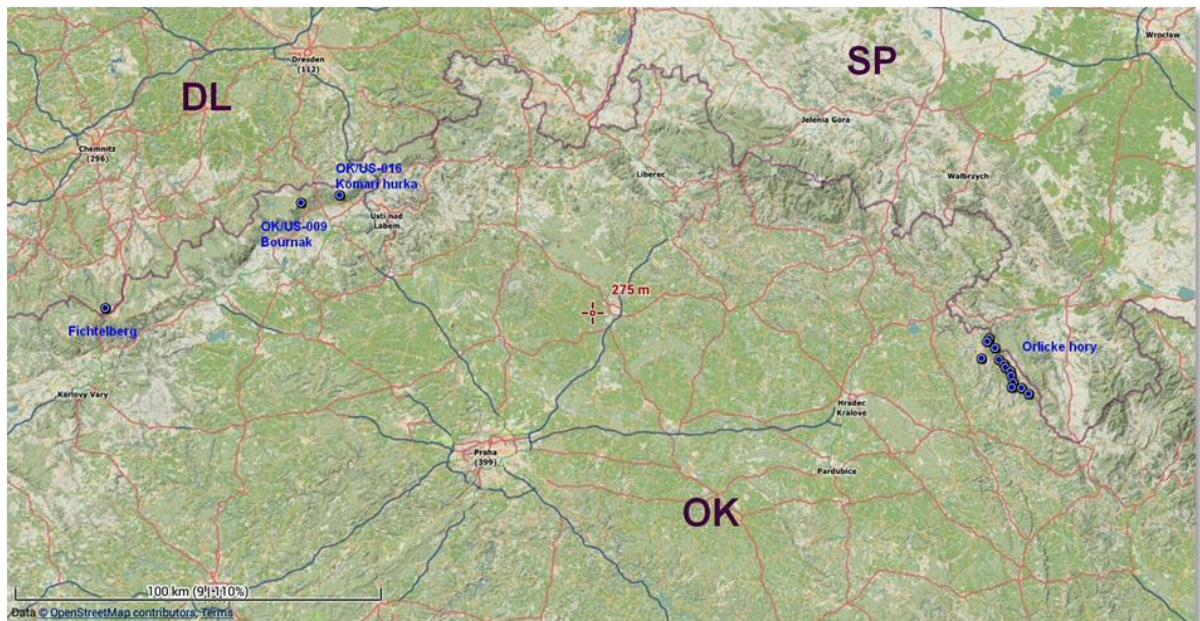 Wrocław
SP
Dresden
(112)
DL
Jelenia Góra
Chemnitz
(296)
OK/US-016
Komari hurka
Liberec
Wałbrzych
Usti nad
Labem
OK/US-009
Bournak
275 m
Fichtelberg
Orlicke hory
Karlovy Vary
Hradec
Králové
Praha
(399)
Pardubice
OK
100 km (9 | 110%)
Data © OpenStreetMap contributors, Terms